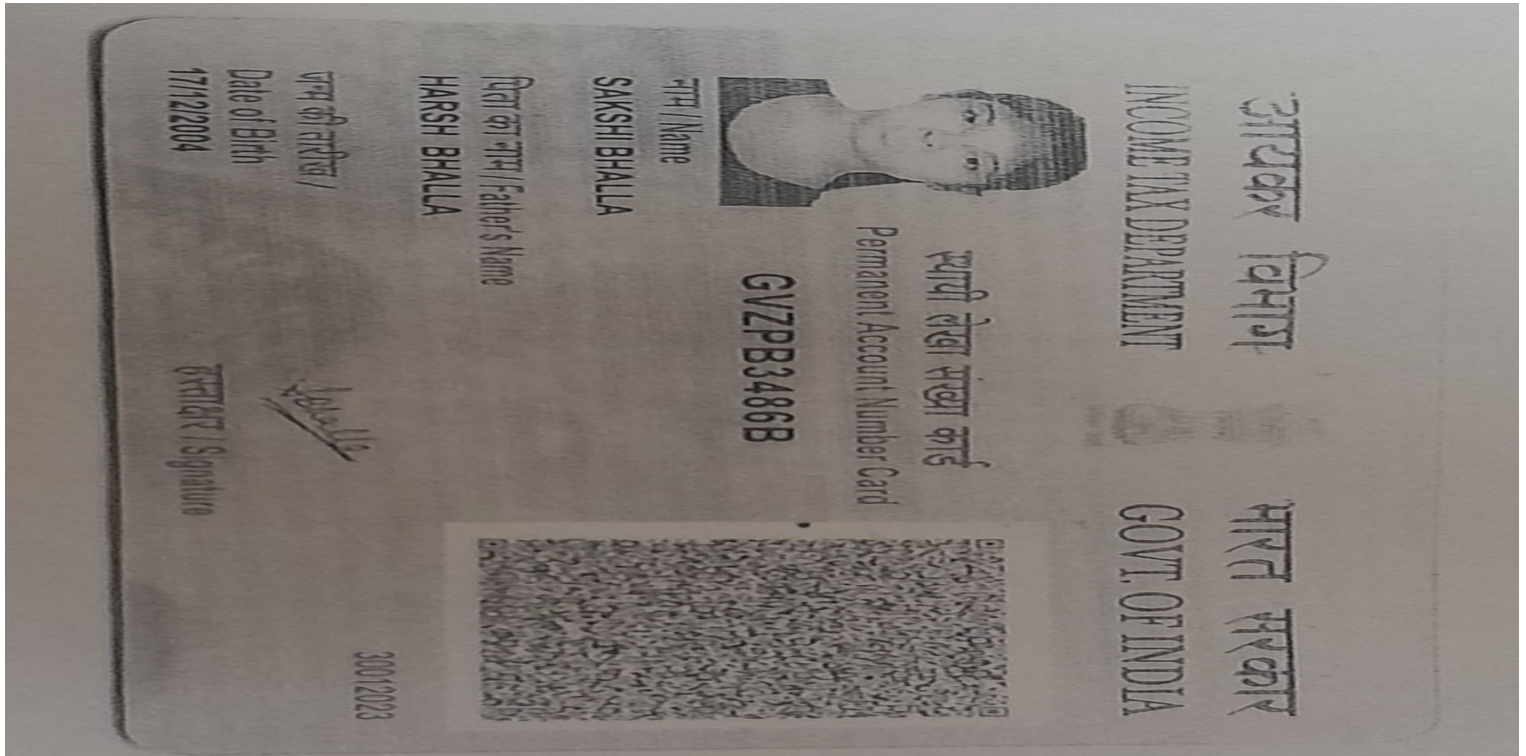 आयकर विभाग
INCOME TAX DEPARTMENT
भारत सरकार
GOVT. OF INDIA
स्थायी लेखा संख्या कार्ड
Permanent Account Number Card
GVZPB3486B
नाम / Name
SAKSHI BHALLA
पिता का नाम / Father's Name
HARSH BHALLA
जन्म की तारीख /
Date of Birth
17/12/2004
हस्ताक्षर / Signature
30012023